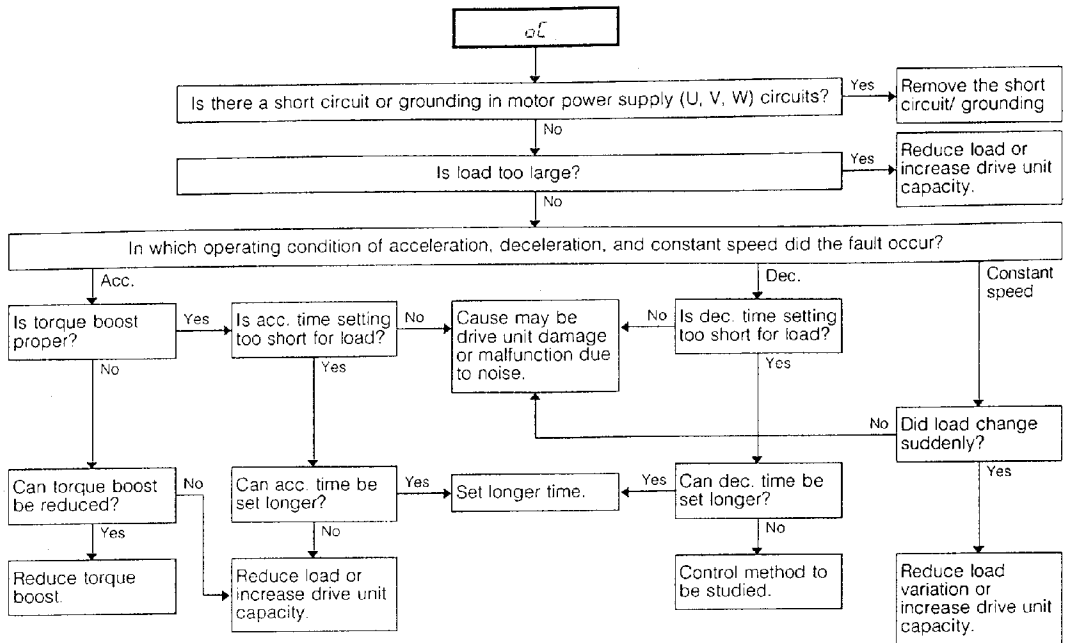 oC
Is there a short circuit or grounding in motor power supply (U, V, W) circuits?
Yes
Remove the short
circuit/ grounding
No
Is load too large?
Yes
Reduce load or
increase drive unit
capacity.
No
In which operating condition of acceleration, deceleration, and constant speed did the fault occur?
Acc.
Dec.
Constant
speed
Is torque boost
proper?
Yes
Is acc. time setting
too short for load?
No
Cause may be
drive unit damage
or malfunction due
to noise.
No
Is dec. time setting
too short for load?
No
Yes
Yes
No
Did load change
suddenly?
Yes
Can torque boost
be reduced?
No
Can acc. time be
set longer?
Yes
Set longer time.
Yes
Can dec. time be
set longer?
Yes
No
No
Reduce torque
boost.
Reduce load or
increase drive unit
capacity.
Control method to
be studied.
Reduce load
variation or
increase drive unit
capacity.